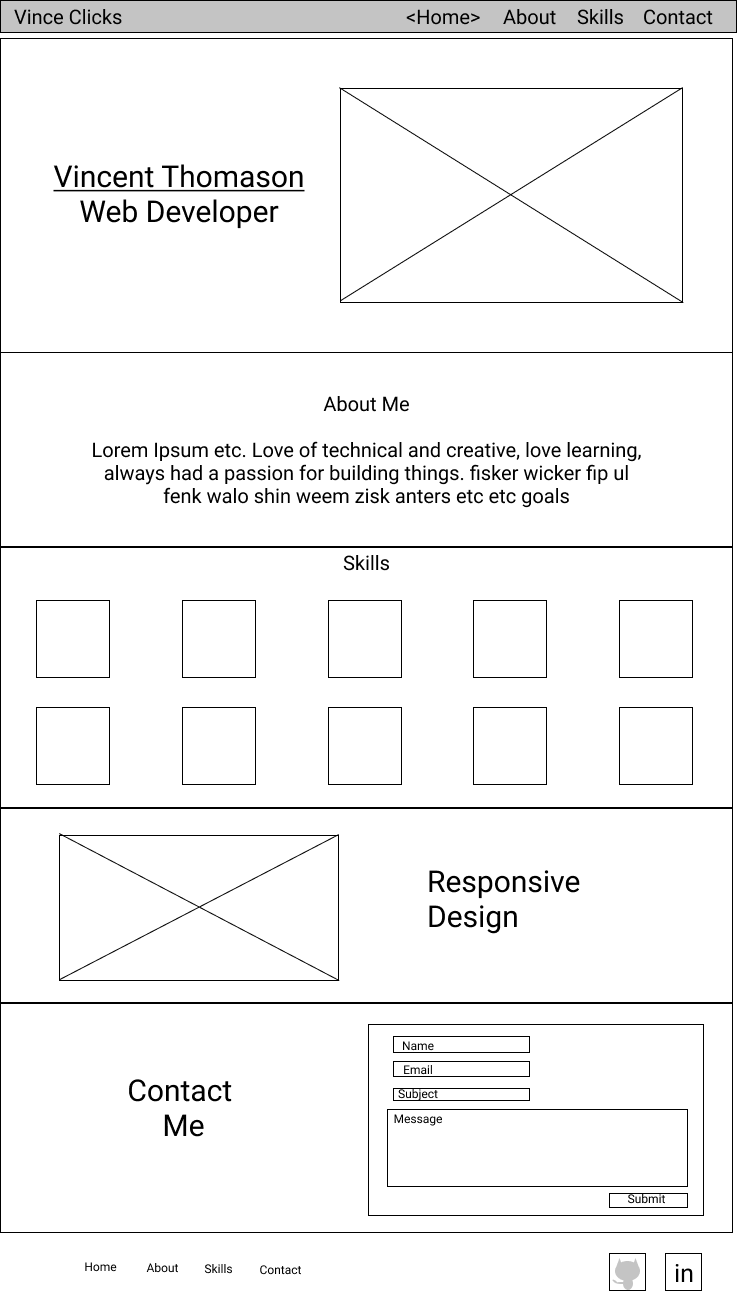 Vince Clicks <Home> About Skills Contact
Vincent Thomason
Web Developer
About Me
Lorem Ipsum etc. Love of technical and creative, love learning,
always had a passion for building things. fisker wicker fip ul
fenk walo shin weem zisk anters etc etc goals
Skills
Responsive
Design
Contact
Me
Name
Email
Subject
Message
Submit
Home About Skills Contact
in